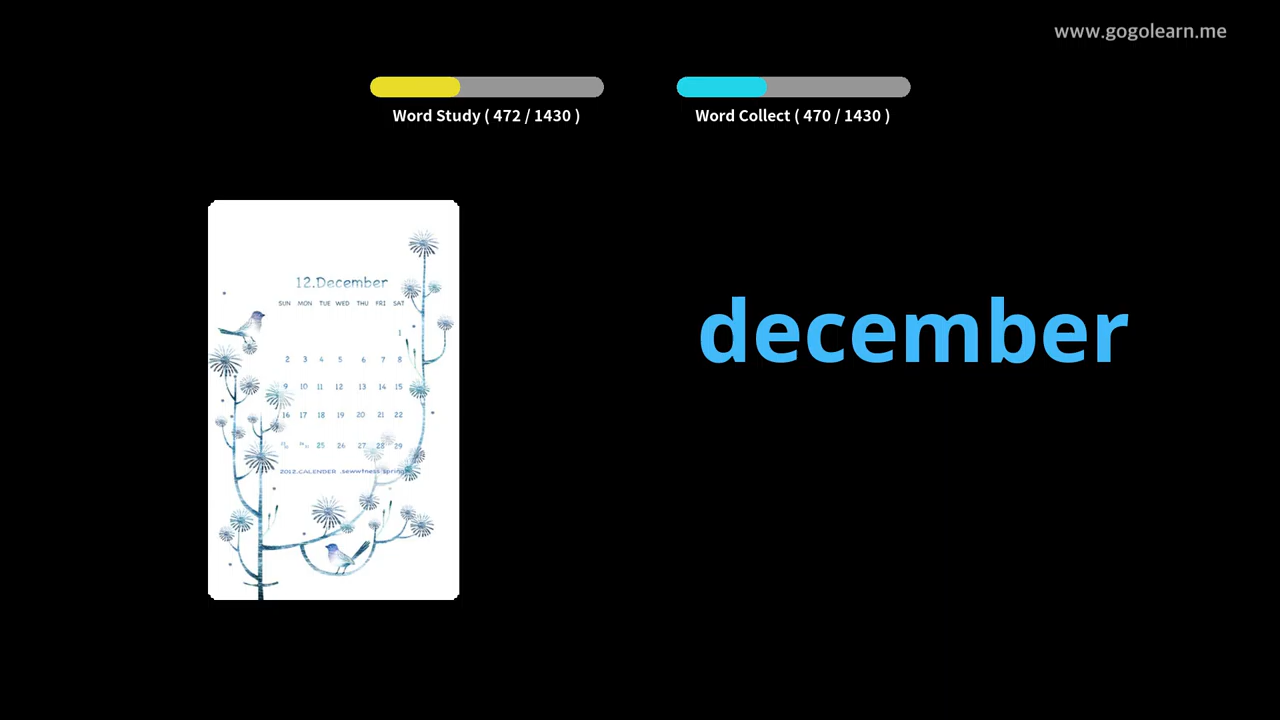 www.gogolearn.me
Word Study ( 472 / 1430 )
Word Collect ( 470 / 1430 )
12.December
SUN MON TUE WED THU FRI SAT
1
2 3 4 5 6 7 8
9 10 11 12 13 14 15
16 17 18 19 20 21 22
25 26 27 28 29
2012.CALENDER .sewwtness spring
december